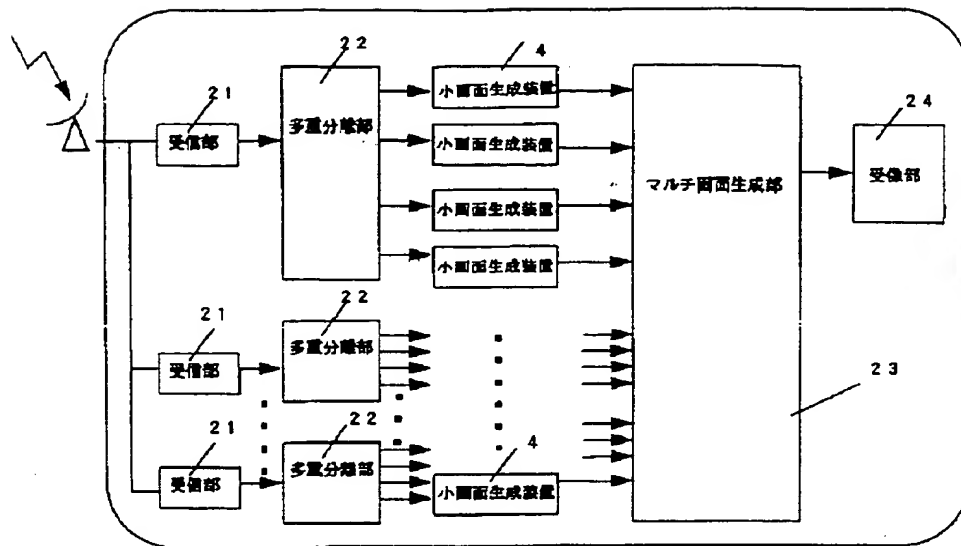 22
4
21
小画面生成装置
24
受信部
多重分離部
小画面生成装置
マルチ画面生成部
受像部
小画面生成装置
小画面生成装置
22
21
多重分離部
受信部
23
22
21
4
多重分離部
受信部
小画面生成装置